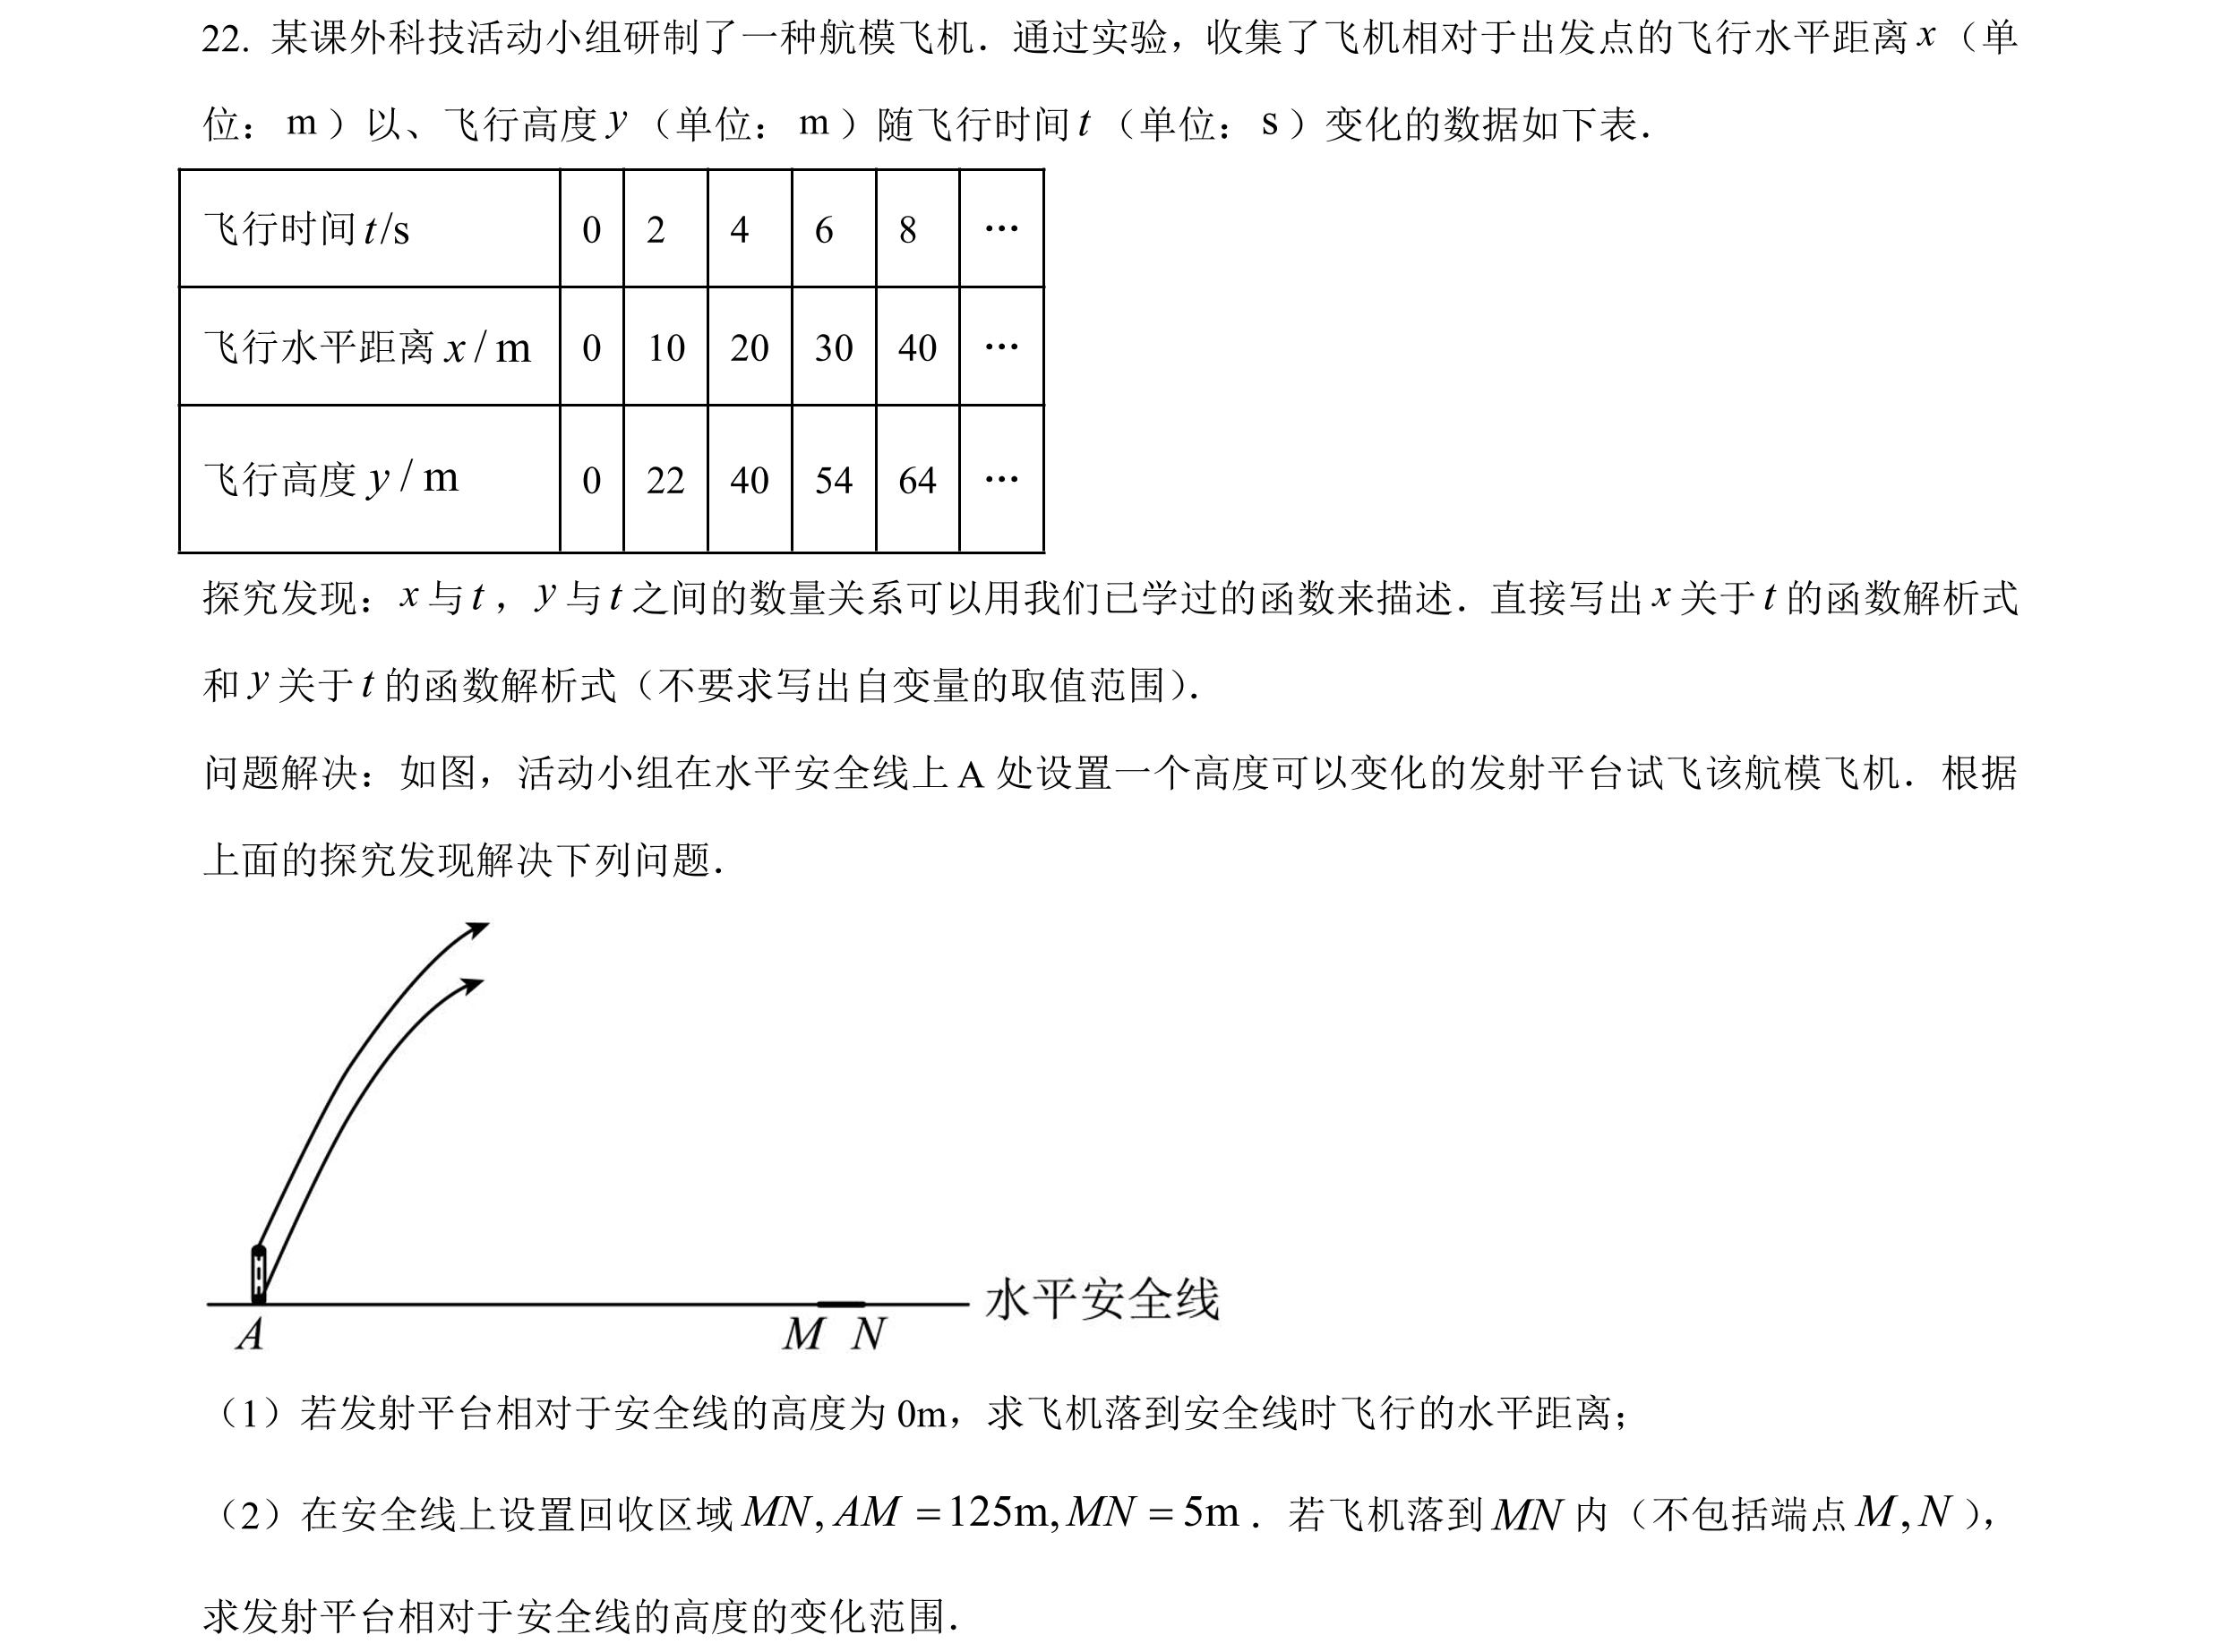 22. 某课外科技活动小组研制了一种航模飞机．通过实验，收集了飞机相对于出发点的飞行水平距离 x（单
位：m）以、飞行高度 y（单位：m）随飞行时间 t（单位：s）变化的数据如下表．
飞行时间 t/s 0 2 4 6 8 …
飞行水平距离 x / m 0 10 20 30 40 …
飞行高度 y / m 0 22 40 54 64 …
探究发现：x 与 t，y 与 t 之间的数量关系可以用我们已学过的函数来描述．直接写出 x 关于 t 的函数解析式
和 y 关于 t 的函数解析式（不要求写出自变量的取值范围）．
问题解决：如图，活动小组在水平安全线上 A 处设置一个高度可以变化的发射平台试飞该航模飞机．根据
上面的探究发现解决下列问题．
水平安全线
A M N
（1）若发射平台相对于安全线的高度为 0m，求飞机落到安全线时飞行的水平距离；
（2）在安全线上设置回收区域 MN, AM = 125m, MN = 5m．若飞机落到 MN 内（不包括端点 M, N），
求发射平台相对于安全线的高度的变化范围．